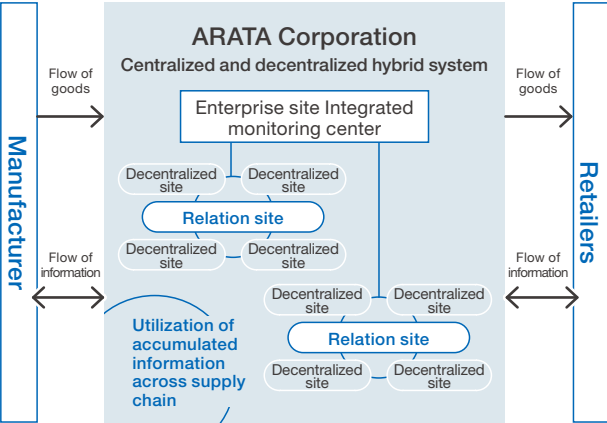 ARATA Corporation
Centralized and decentralized hybrid system
Manufacturer
Flow of
goods
Flow of
information
Enterprise site Integrated
monitoring center
Decentralized
site
Decentralized
site
Relation site
Decentralized
site
Decentralized
site
Decentralized
site
Decentralized
site
Relation site
Decentralized
site
Decentralized
site
Utilization of
accumulated
information
across supply
chain
Flow of
goods
Flow of
information
Retailers